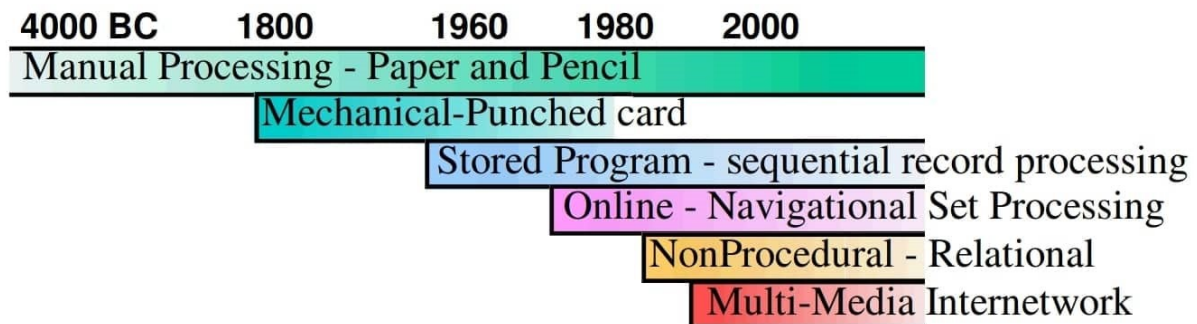 4000 BC 1800 1960 1980 2000
Manual Processing - Paper and Pencil
Mechanical-Punched card
Stored Program - sequential record processing
Online - Navigational Set Processing
NonProcedural - Relational
Multi-Media Internetwork